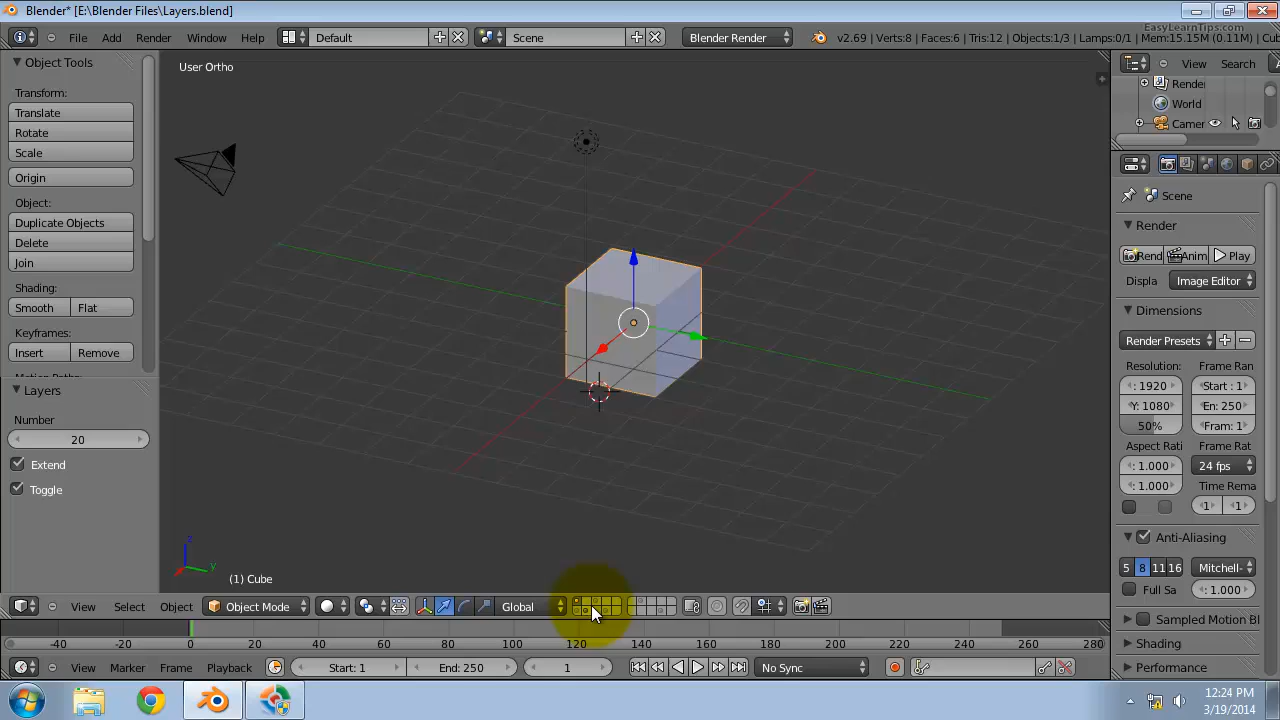 Blender* [E:\Blender Files\Layers.blend]
EasyLearnTips.com
File Add Render Window Help Default Scene Blender Render v2.69 | Verts:8 | Faces:6 | Tris:12 | Objects:1/3 | Lamps:0/1 | Mem:15.15M (0.11M) | Cub
Object Tools
Transform:
Translate
Rotate
Scale
Origin
Object:
Duplicate Objects
Delete
Join
Shading:
Smooth Flat
Keyframes:
Insert Remove
Layers
Number
20
Extend
Toggle
User Ortho
z
y
(1) Cube
View Select Object Object Mode Global
-40 -20 0 20 40 60 80 100 120 140 160 180 200 220 240 260 280
View Marker Frame Playback Start: 1 End: 250 1 No Sync
View Search
Render
World
Camer
Scene
Render
Rend Anim Play
Displa Image Editor
Dimensions
Render Presets
Resolution: Frame Ran
: 1920 Start : 1
Y: 1080 En: 250
50% Fram: 1
Aspect Rati Frame Rat
: 1.000 24 fps
: 1.000 Time Rema
1 1
Anti-Aliasing
5 8 11 16 Mitchell-
Full Sa : 1.000
Sampled Motion Bl
Shading
Performance
12:24 PM
3/19/2014